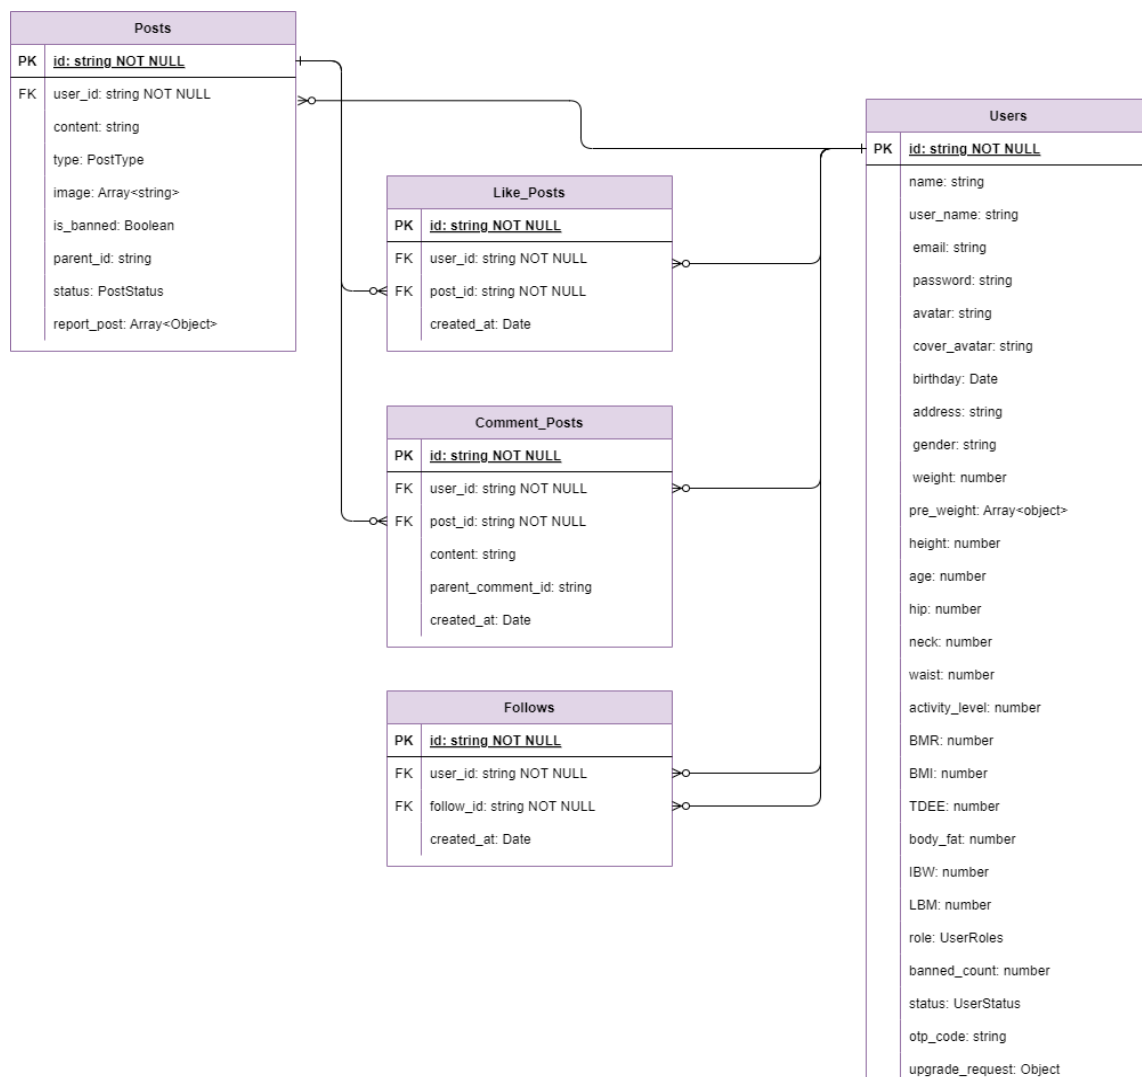 Posts
PK id: string NOT NULL
FK user_id: string NOT NULL
content: string
type: PostType
image: Array<string>
is_banned: Boolean
parent_id: string
status: PostStatus
report_post: Array<Object>
Like_Posts
PK id: string NOT NULL
FK user_id: string NOT NULL
FK post_id: string NOT NULL
created_at: Date
Comment_Posts
PK id: string NOT NULL
FK user_id: string NOT NULL
FK post_id: string NOT NULL
content: string
parent_comment_id: string
created_at: Date
Follows
PK id: string NOT NULL
FK user_id: string NOT NULL
FK follow_id: string NOT NULL
created_at: Date
Users
PK id: string NOT NULL
name: string
user_name: string
email: string
password: string
avatar: string
cover_avatar: string
birthday: Date
address: string
gender: string
weight: number
pre_weight: Array<object>
height: number
age: number
hip: number
neck: number
waist: number
activity_level: number
BMR: number
BMI: number
TDEE: number
body_fat: number
IBW: number
LBM: number
role: UserRoles
banned_count: number
status: UserStatus
otp_code: string
upgrade_request: Object